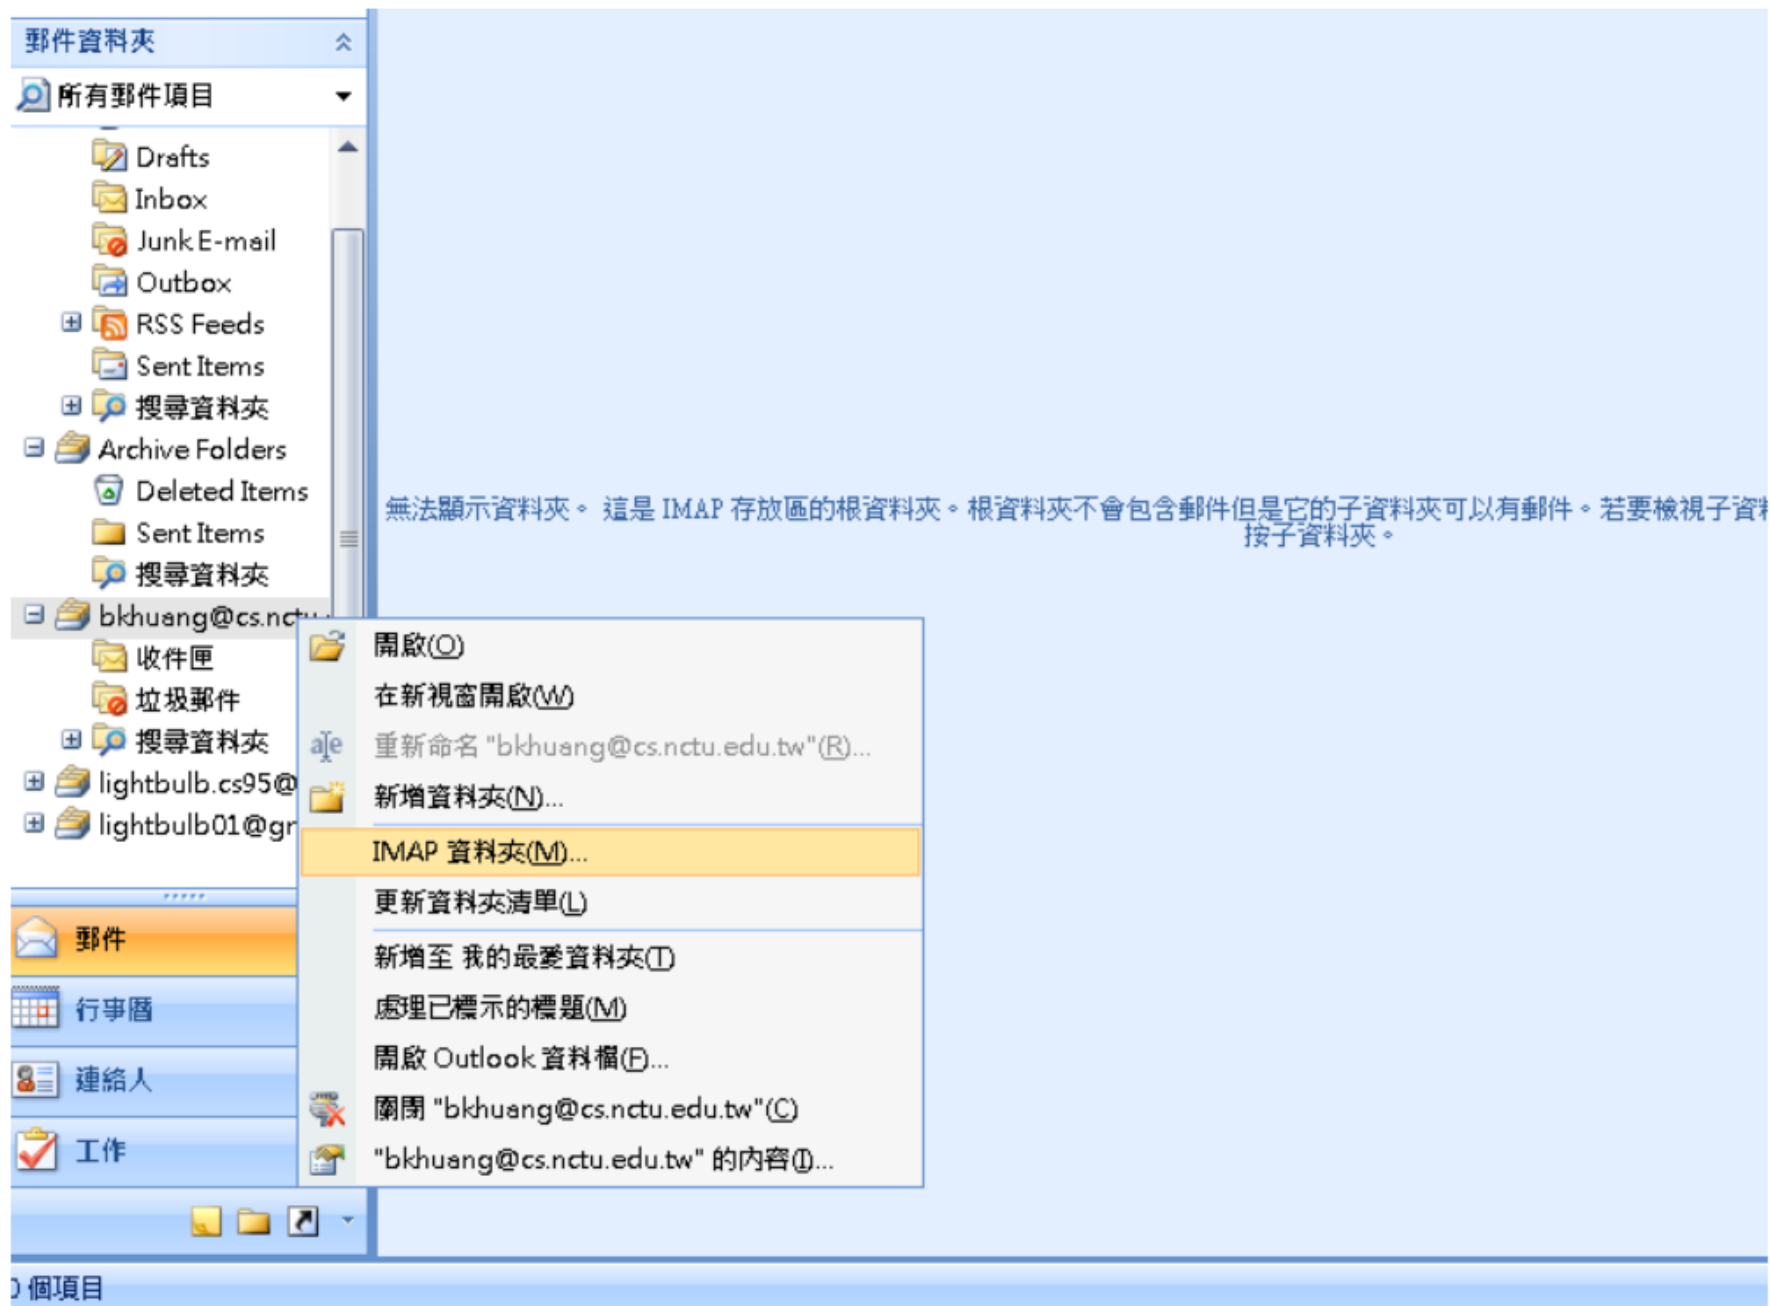 郵件資料夾
所有郵件項目
Drafts
Inbox
Junk E-mail
Outbox
RSS Feeds
Sent Items
搜尋資料夾
Archive Folders
Deleted Items
Sent Items
搜尋資料夾
bkhuang@cs.nctu.
收件匣
垃圾郵件
搜尋資料夾
lightbulb.cs95@
lightbulb01@gr
郵件
行事曆
連絡人
工作
無法顯示資料夾。 這是 IMAP 存放區的根資料夾。根資料夾不會包含郵件但是它的子資料夾可以有郵件。若要檢視子資料
按子資料夾。
開啟(O)
在新視窗開啟(W)
重新命名 "bkhuang@cs.nctu.edu.tw"(R)...
新增資料夾(N)...
IMAP 資料夾(M)...
更新資料夾清單(L)
新增至 我的最愛資料夾(T)
處理已標示的標題(M)
開啟 Outlook 資料檔(F)...
關閉 "bkhuang@cs.nctu.edu.tw"(C)
"bkhuang@cs.nctu.edu.tw" 的內容(I)...
0 個項目